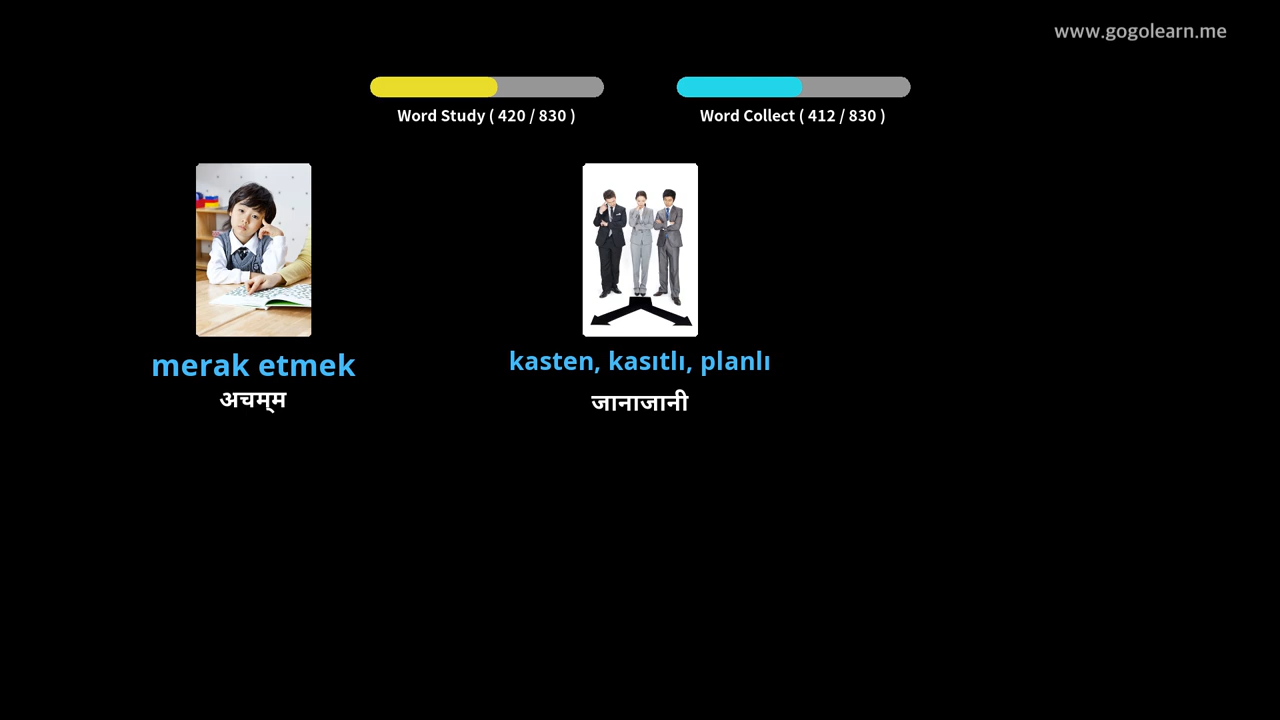 www.gogolearn.me
Word Study ( 420 / 830 )
Word Collect ( 412 / 830 )
merak etmek
अचम्‌म
kasten, kasıtlı, planlı
जानाजानी